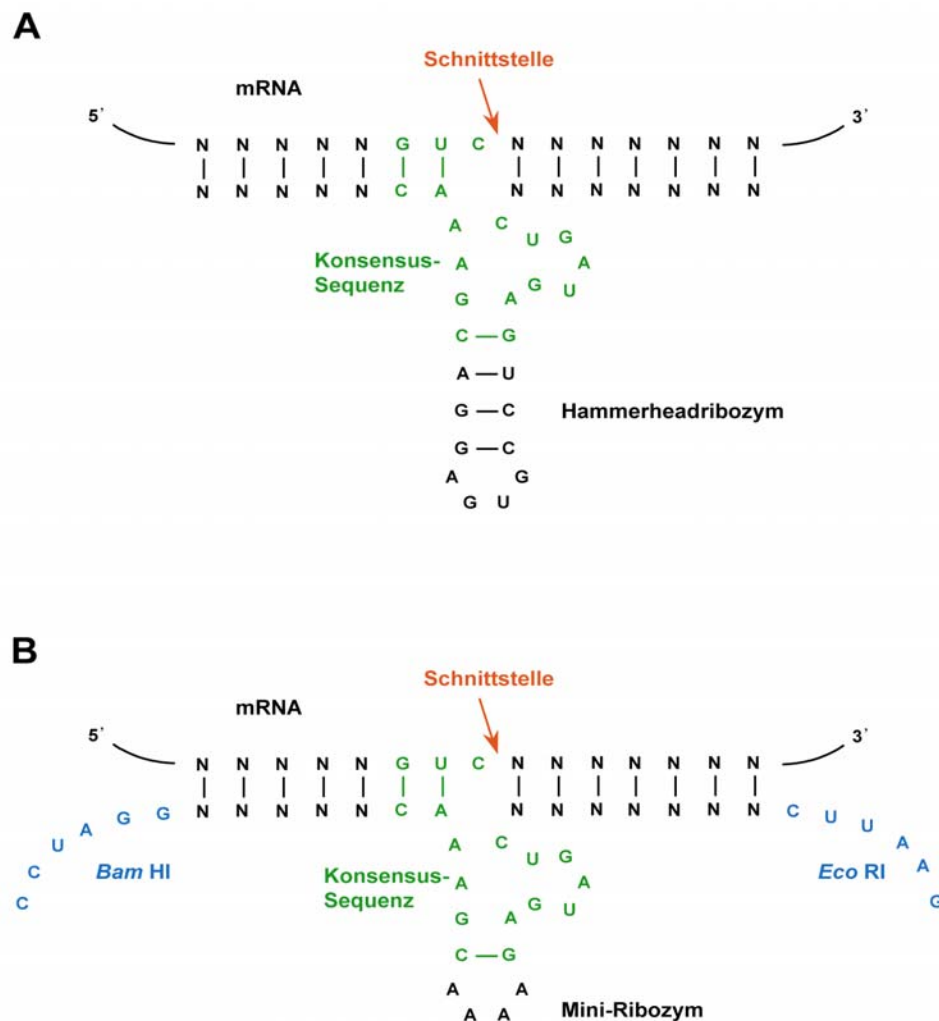 A
Schnittstelle
mRNA
5'
3'
N N N N N G U C N N N N N N N
N N N N N C A N N N N N N N
A C U G
Konsensus-
Sequenz
A A
G A G U
C G
A U
G C
Hammerheadribozym
G C
A G
G U
B
Schnittstelle
mRNA
5'
3'
N N N N N G U C N N N N N N N
C C U A G G N N N N N C A N N N N N N N C U U A A G
Bam HI
Eco RI
A C U G
Konsensus-
Sequenz
A A
G A G U
C G
A A
A A
Mini-Ribozym